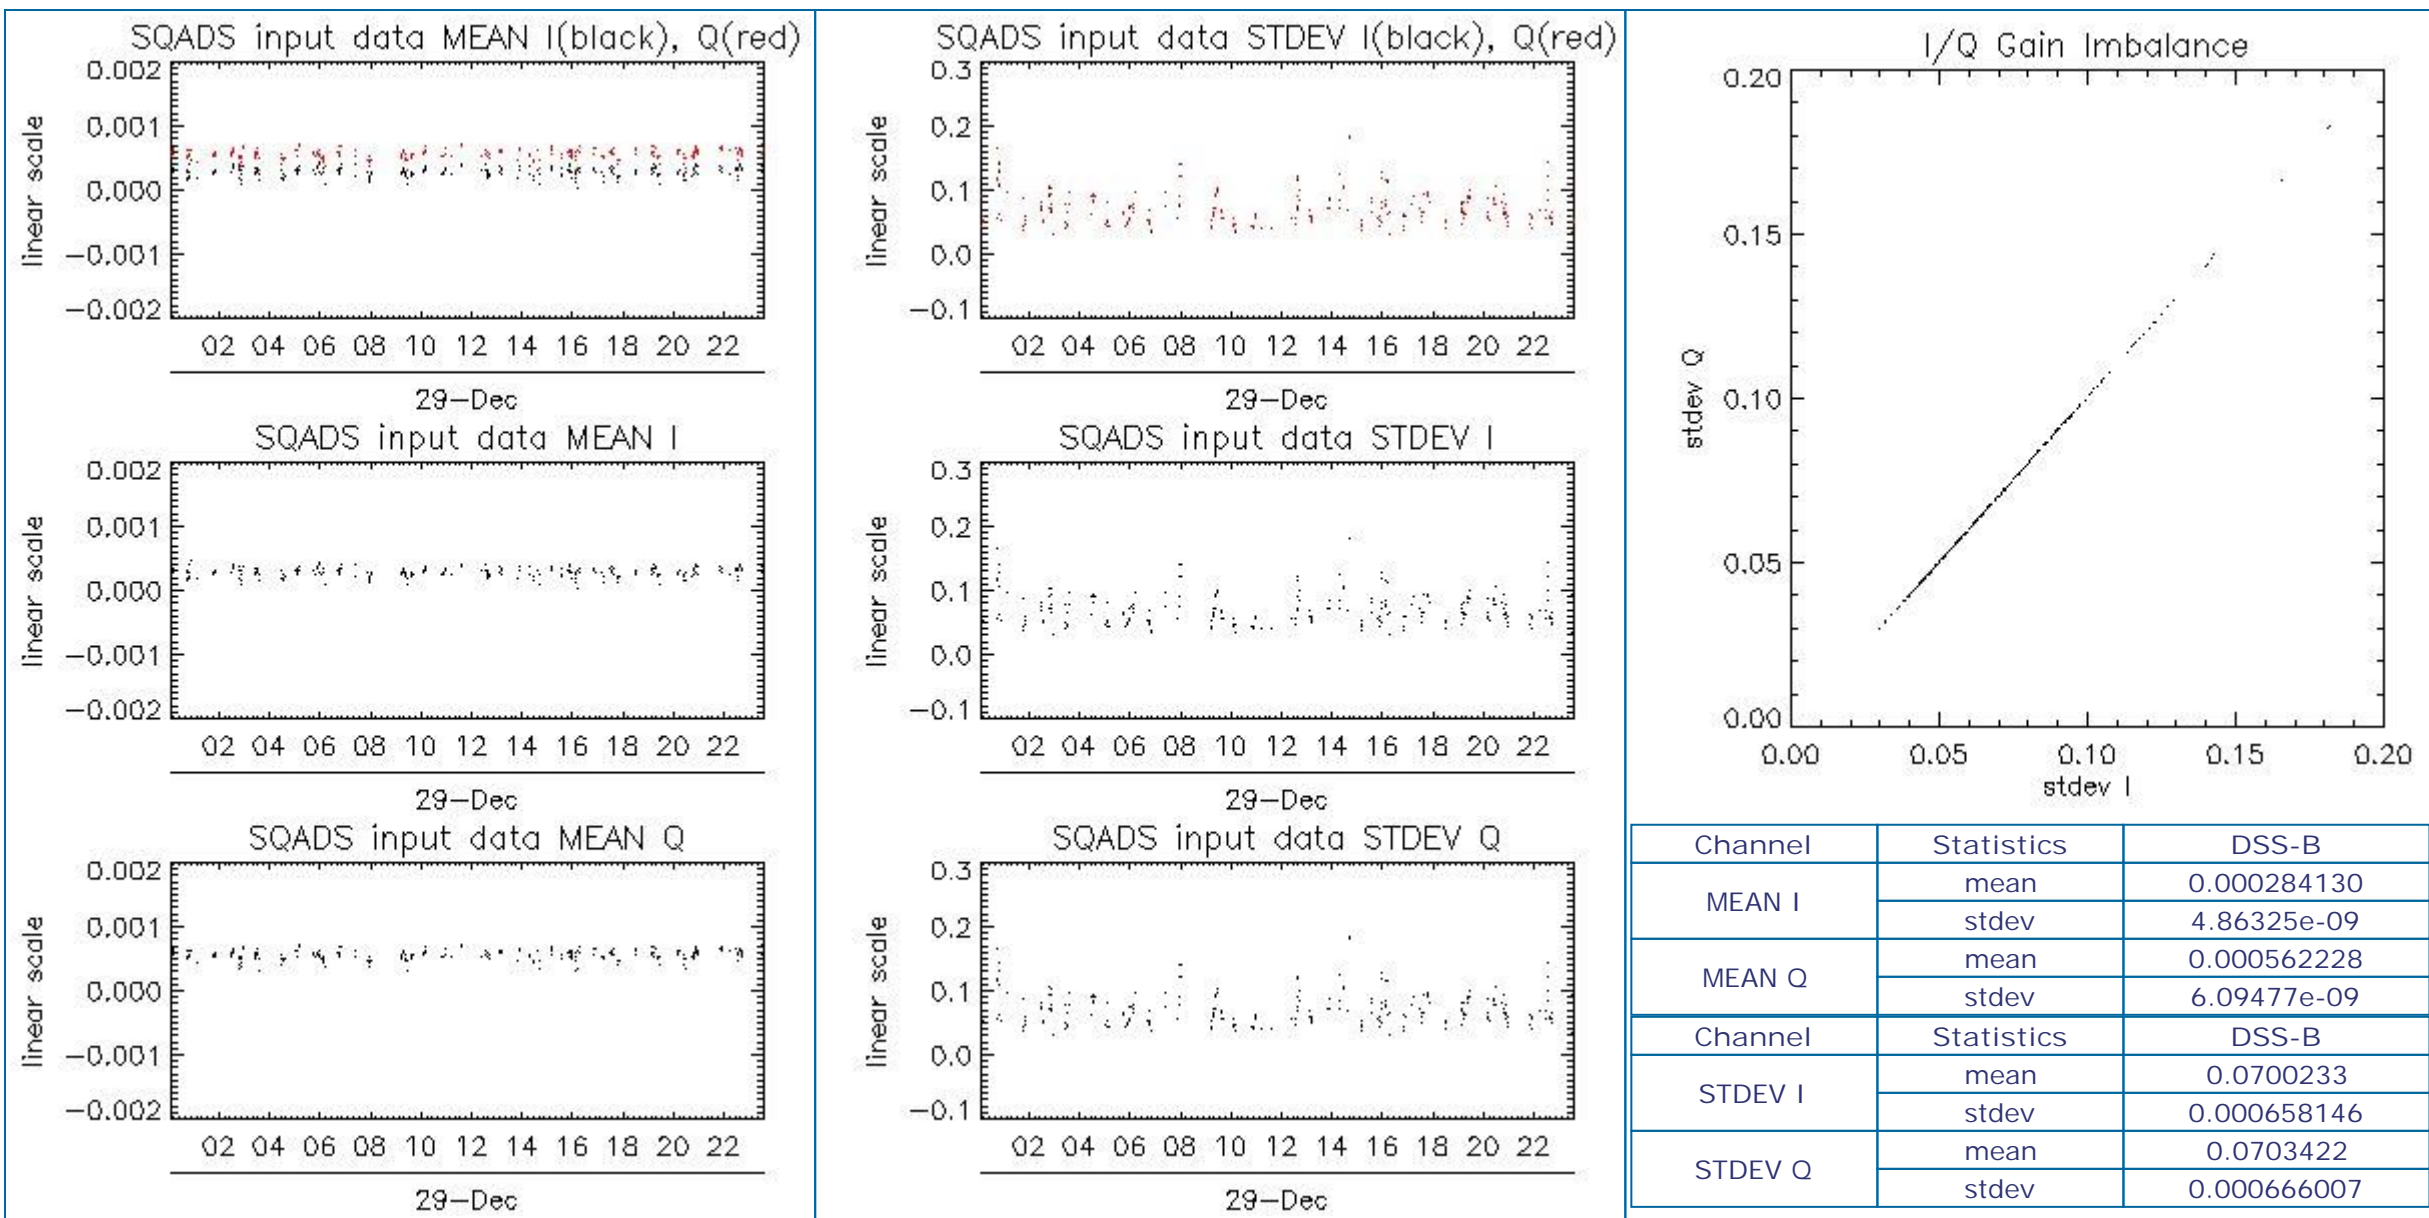 SQADS input data MEAN I(black), Q(red)
0.002
0.001
0.000
-0.001
-0.002
linear scale
02 04 06 08 10 12 14 16 18 20 22
29-Dec
SQADS input data MEAN I
0.002
0.001
0.000
-0.001
-0.002
linear scale
02 04 06 08 10 12 14 16 18 20 22
29-Dec
SQADS input data MEAN Q
0.002
0.001
0.000
-0.001
-0.002
linear scale
02 04 06 08 10 12 14 16 18 20 22
29-Dec
SQADS input data STDEV I(black), Q(red)
0.3
0.2
0.1
0.0
-0.1
linear scale
02 04 06 08 10 12 14 16 18 20 22
29-Dec
SQADS input data STDEV I
0.3
0.2
0.1
0.0
-0.1
linear scale
02 04 06 08 10 12 14 16 18 20 22
29-Dec
SQADS input data STDEV Q
0.3
0.2
0.1
0.0
-0.1
linear scale
02 04 06 08 10 12 14 16 18 20 22
29-Dec
I/Q Gain Imbalance
0.20
0.15
0.10
0.05
0.00
stdev Q
0.00 0.05 0.10 0.15 0.20
stdev I
Channel Statistics DSS-B
MEAN I mean 0.000284130
stdev 4.86325e-09
MEAN Q mean 0.000562228
stdev 6.09477e-09
Channel Statistics DSS-B
STDEV I mean 0.0700233
stdev 0.000658146
STDEV Q mean 0.0703422
stdev 0.000666007